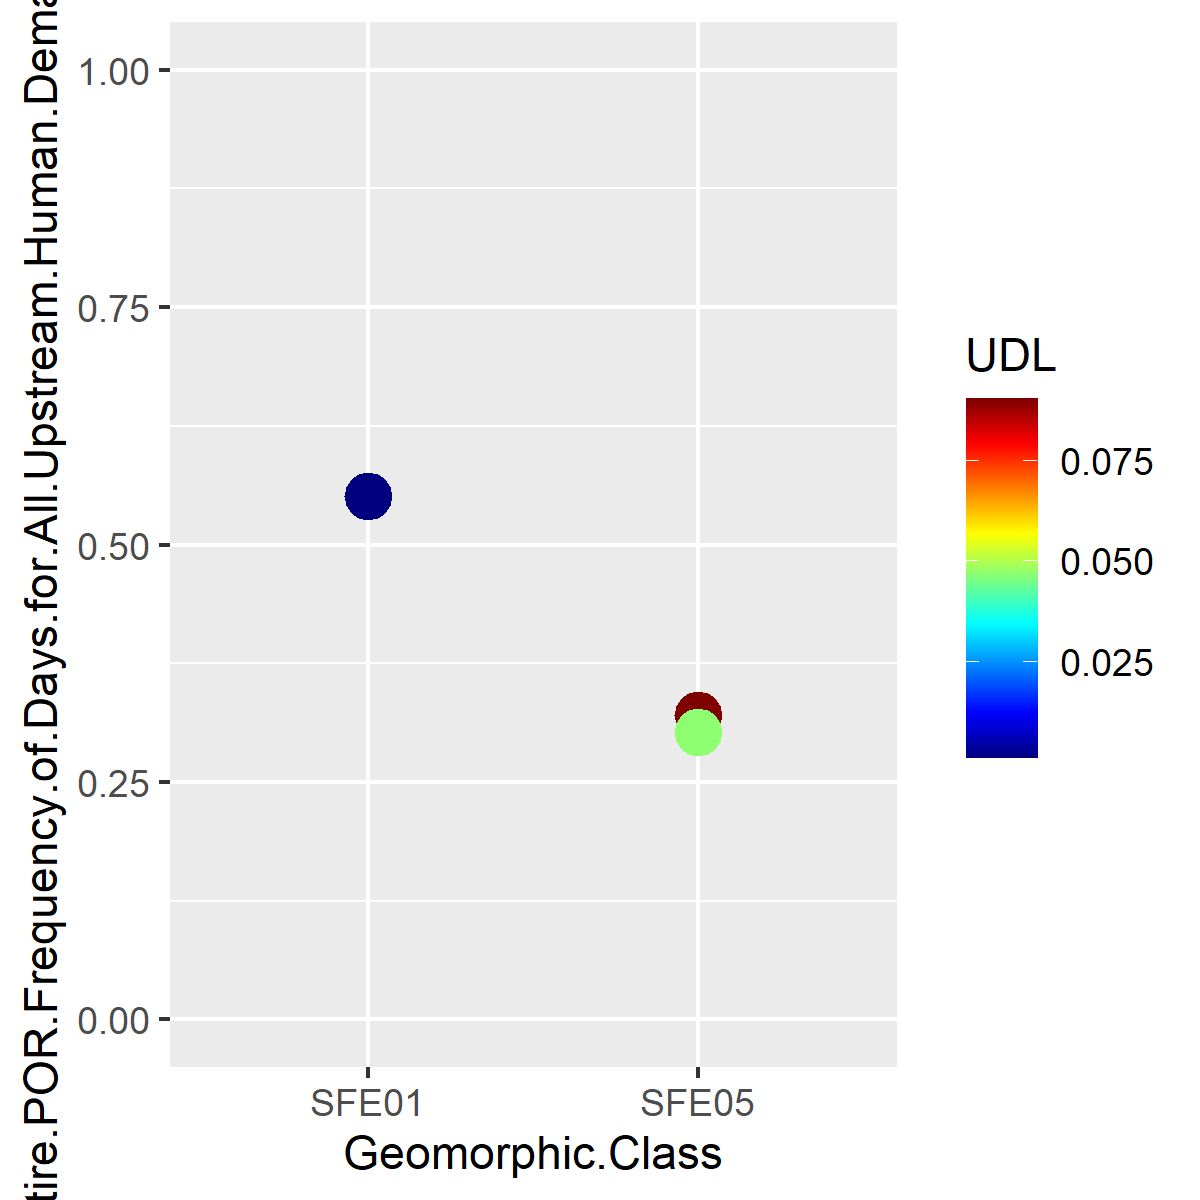 tire.POR.Frequency.of.Days.for.All.Upstream.Human.Dema
1.00
0.75
0.50
0.25
0.00
SFE01 SFE05
Geomorphic.Class
UDL
0.075
0.050
0.025